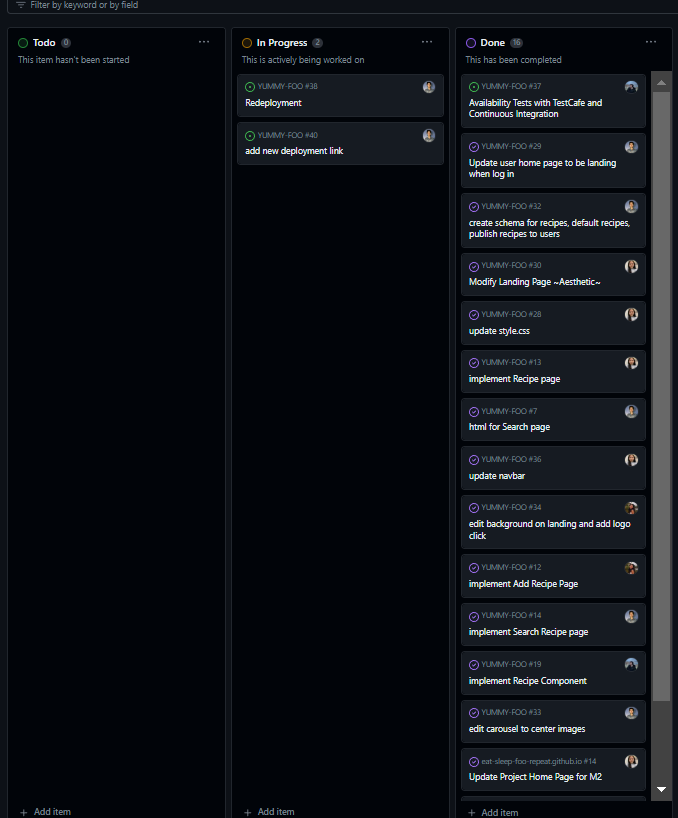 Filter by keyword or by field
Todo 0
This item hasn't been started
Add item
In Progress 2
This is actively being worked on
YUMMY-FOO #38
Redeployment
YUMMY-FOO #40
add new deployment link
Add item
Done 16
This has been completed
YUMMY-FOO #37
Availability Tests with TestCafe and
Continuous Integration
YUMMY-FOO #29
Update user home page to be landing
when log in
YUMMY-FOO #32
create schema for recipes, default recipes,
publish recipes to users
YUMMY-FOO #30
Modify Landing Page ~Aesthetic~
YUMMY-FOO #28
update style.css
YUMMY-FOO #13
implement Recipe page
YUMMY-FOO #7
html for Search page
YUMMY-FOO #36
update navbar
YUMMY-FOO #34
edit background on landing and add logo
click
YUMMY-FOO #12
implement Add Recipe Page
YUMMY-FOO #14
implement Search Recipe page
YUMMY-FOO #19
implement Recipe Component
YUMMY-FOO #33
edit carousel to center images
eat-sleep-foo-repeat.github.io #14
Update Project Home Page for M2
Add item